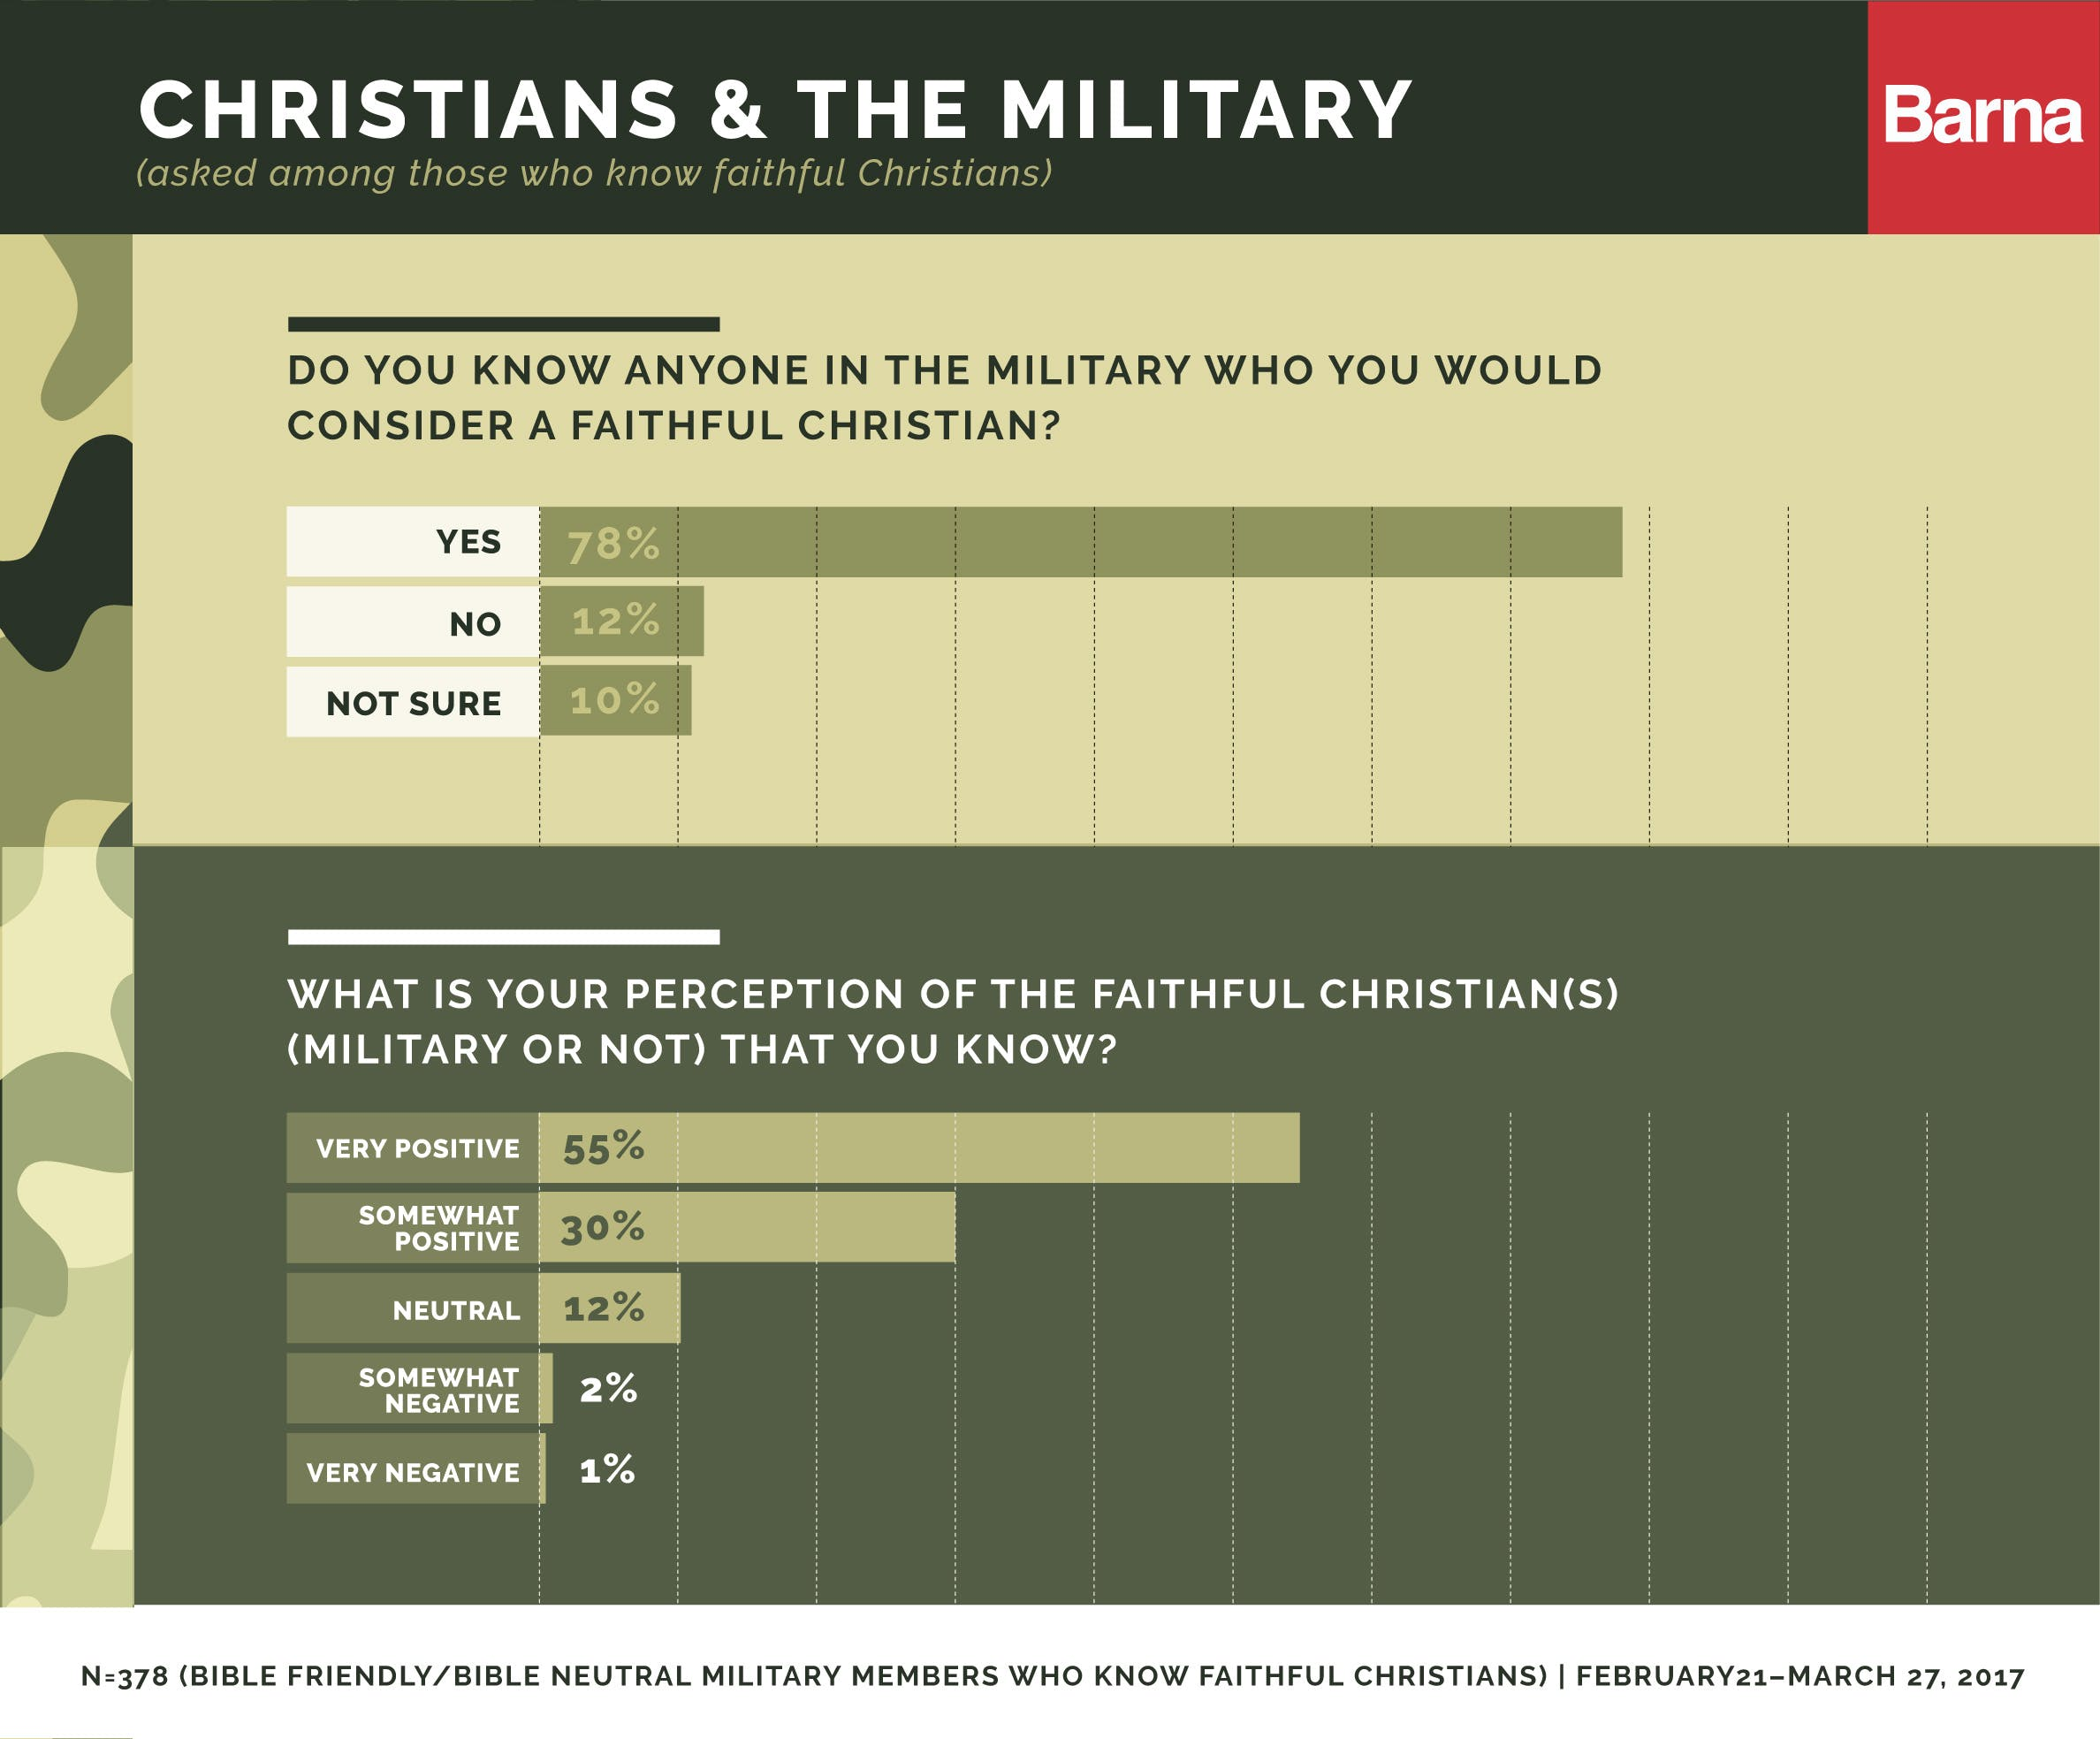 CHRISTIANS & THE MILITARY
Barna
(asked among those who know faithful Christians)
DO YOU KNOW ANYONE IN THE MILITARY WHO YOU WOULD
CONSIDER A FAITHFUL CHRISTIAN?
YES 78%
NO 12%
NOT SURE 10%
WHAT IS YOUR PERCEPTION OF THE FAITHFUL CHRISTIAN(S)
(MILITARY OR NOT) THAT YOU KNOW?
VERY POSITIVE 55%
SOMEWHAT
POSITIVE 30%
NEUTRAL 12%
SOMEWHAT
NEGATIVE 2%
VERY NEGATIVE 1%
N=378 (BIBLE FRIENDLY/BIBLE NEUTRAL MILITARY MEMBERS WHO KNOW FAITHFUL CHRISTIANS) | FEBRUARY21–MARCH 27, 2017